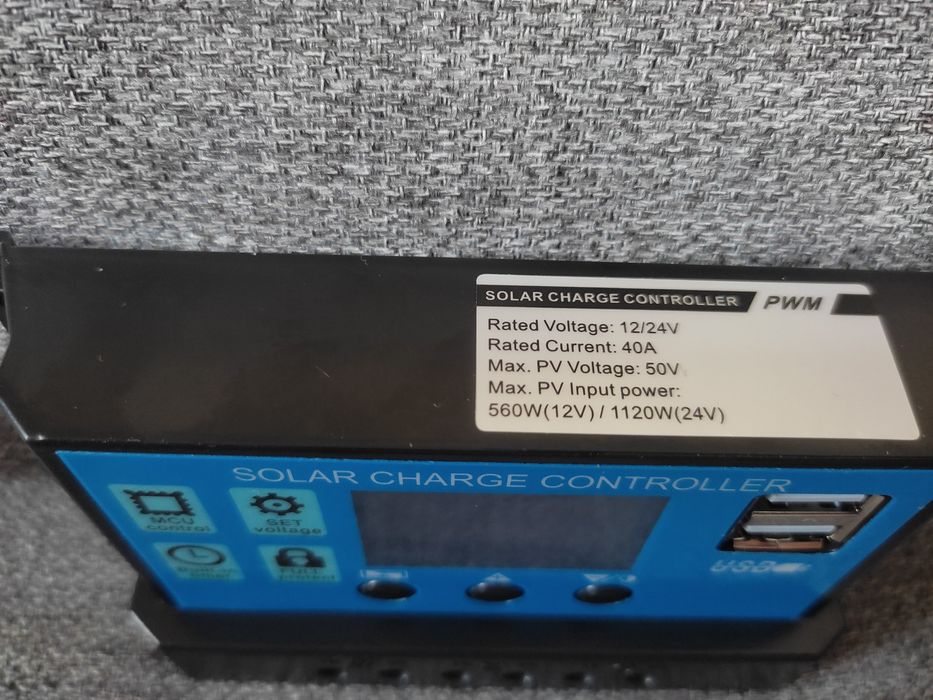 SOLAR CHARGE CONTROLLER PWM
Rated Voltage: 12/24V
Rated Current: 40A
Max. PV Voltage: 50V
Max. PV Input power:
560W(12V) / 1120W(24V)
SOLAR CHARGE CONTROLLER
MCU
control
SET
voltage
USB